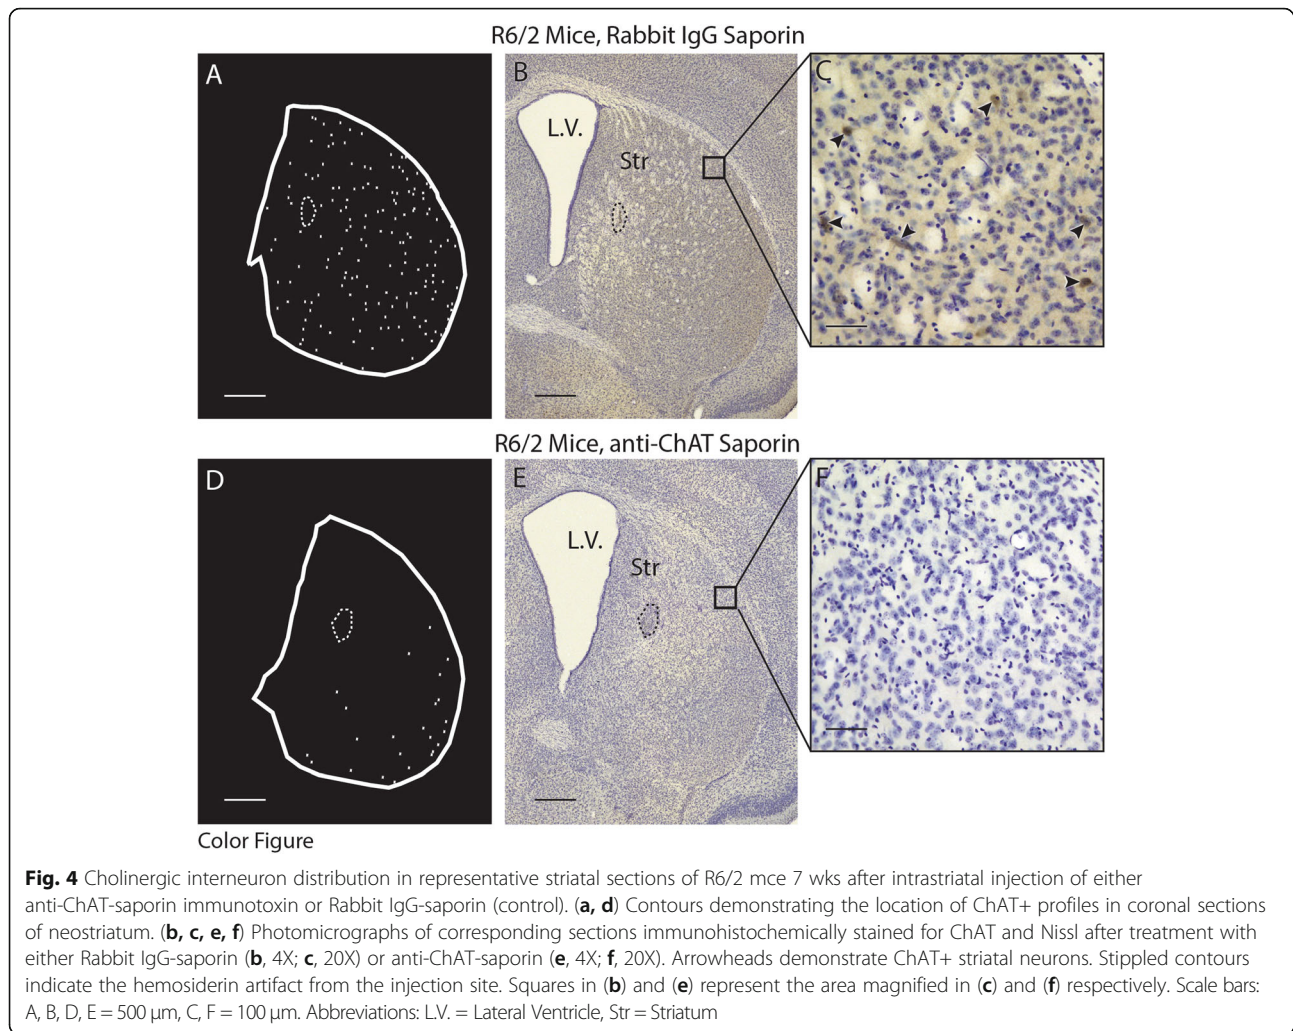 R6/2 Mice, Rabbit IgG Saporin
A
B
C
L.V.
Str
R6/2 Mice, anti-ChAT Saporin
D
E
F
L.V.
Str
Color Figure
Fig. 4 Cholinergic interneuron distribution in representative striatal sections of R6/2 mce 7 wks after intrastriatal injection of either
anti-ChAT-saporin immunotoxin or Rabbit IgG-saporin (control). (a, d) Contours demonstrating the location of ChAT+ profiles in coronal sections
of neostriatum. (b, c, e, f) Photomicrographs of corresponding sections immunohistochemically stained for ChAT and Nissl after treatment with
either Rabbit IgG-saporin (b, 4X; c, 20X) or anti-ChAT-saporin (e, 4X; f, 20X). Arrowheads demonstrate ChAT+ striatal neurons. Stippled contours
indicate the hemosiderin artifact from the injection site. Squares in (b) and (e) represent the area magnified in (c) and (f) respectively. Scale bars:
A, B, D, E = 500 μm, C, F = 100 μm. Abbreviations: L.V. = Lateral Ventricle, Str = Striatum